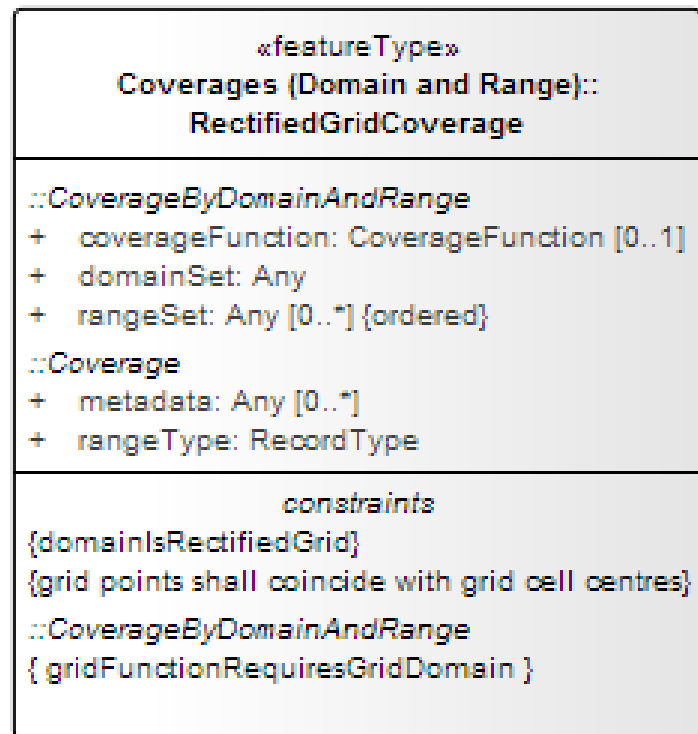 «featureType»
Coverages (Domain and Range)::
RectifiedGridCoverage
::CoverageByDomainAndRange
+ coverageFunction: CoverageFunction [0..1]
+ domainSet: Any
+ rangeSet: Any [0..*] {ordered}
::Coverage
+ metadata: Any [0..*]
+ rangeType: RecordType
constraints
{domainIsRectifiedGrid}
{grid points shall coincide with grid cell centres}
::CoverageByDomainAndRange
{ gridFunctionRequiresGridDomain }